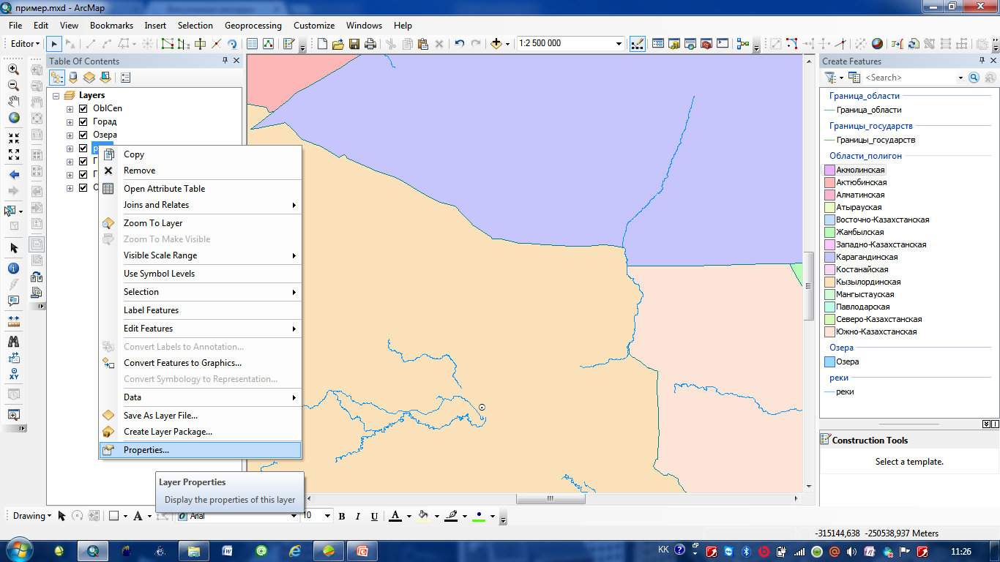 пример.mxd - ArcMap
File Edit View Bookmarks Insert Selection Geoprocessing Customize Windows Help
Editor 1:2 500 000
Table Of Contents
Layers
OblCen
Горад
Озера
р
Г
Г
О
Copy
Remove
Open Attribute Table
Joins and Relates
Zoom To Layer
Zoom To Make Visible
Visible Scale Range
Use Symbol Levels
Selection
Label Features
Edit Features
Convert Labels to Annotation...
Convert Features to Graphics...
Convert Symbology to Representation...
Data
Save As Layer File...
Create Layer Package...
Properties...
Layer Properties
Display the properties of this layer
Create Features
<Search>
Граница_области
Граница_области
Границы_государств
Границы_государств
Области_полигон
Акмолинская
Актюбинская
Алматинская
Атырауская
Восточно-Казахстанская
Жамбылская
Западно-Казахстанская
Карагандинская
Костанайская
Кызылординская
Мангыстауская
Павлодарская
Северо-Казахстанская
Южно-Казахстанская
Озера
Озера
реки
реки
Construction Tools
Select a template.
Drawing A Arial 10 B I U A
-315144,638 -250538,937 Meters
KK 11:26